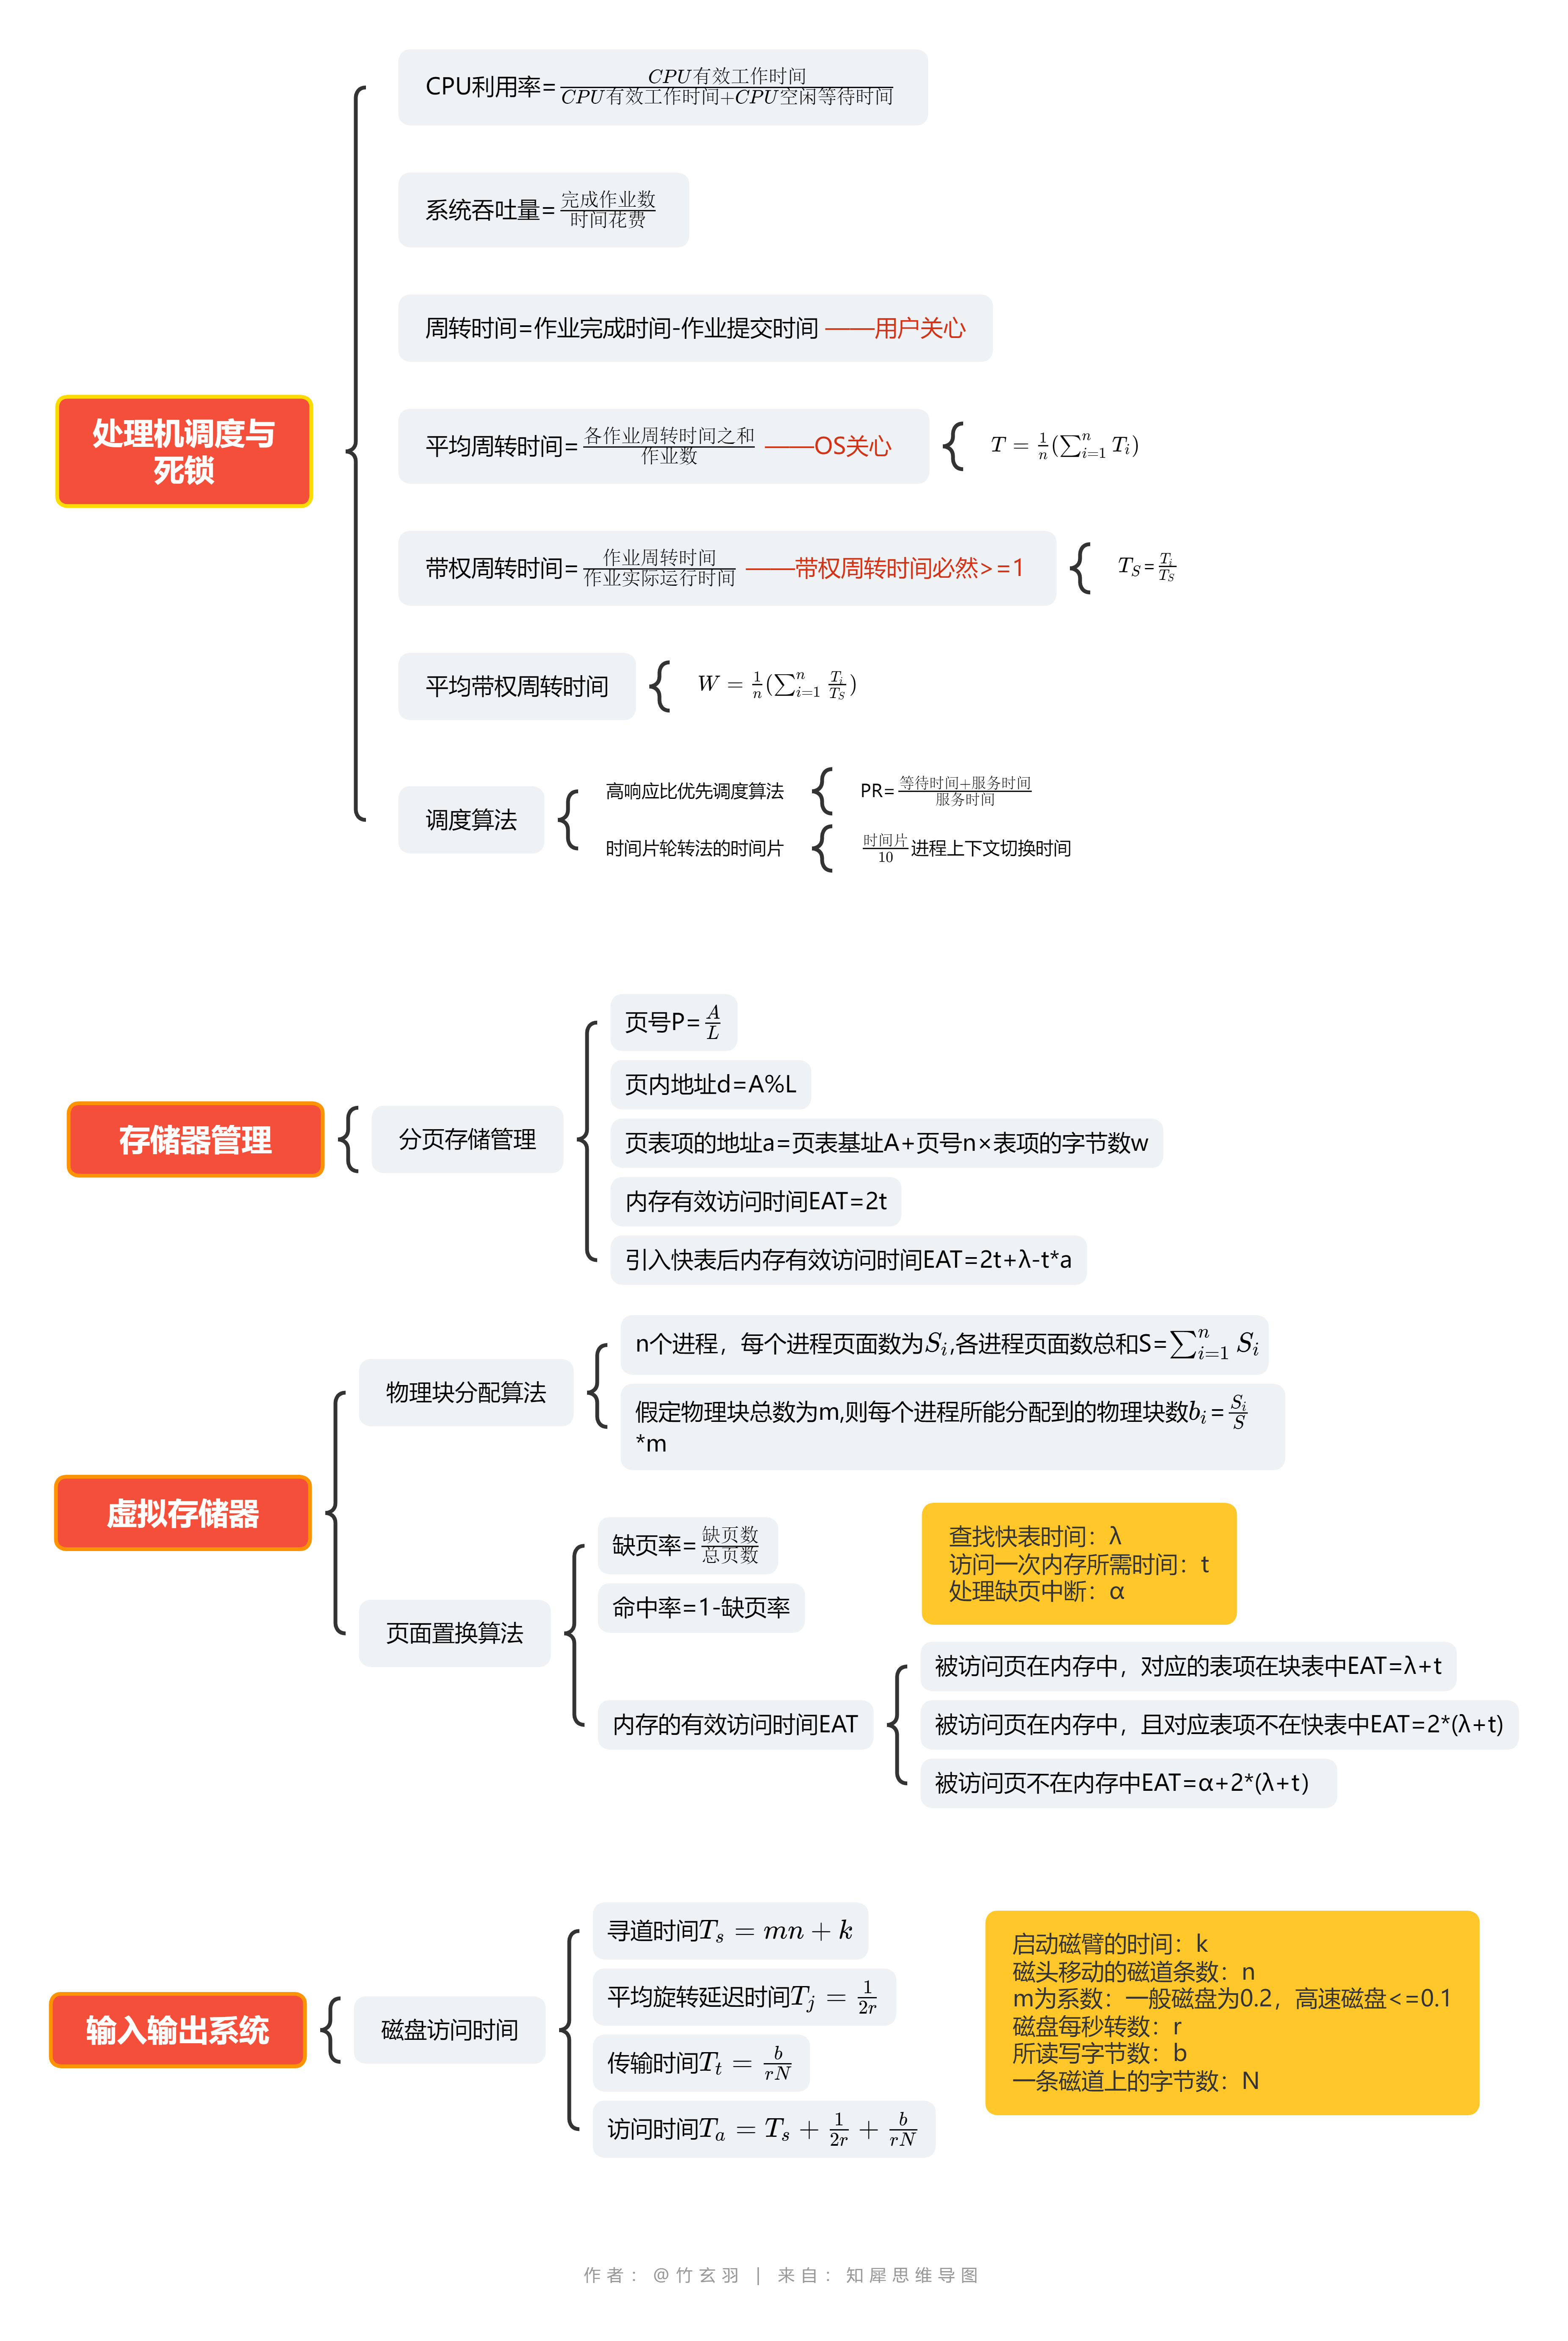 CPU利用率=CPU有效工作时间/CPU有效工作时间+CPU空闲等待时间
系统吞吐量=完成作业数/时间花费
周转时间=作业完成时间-作业提交时间 ——用户关心
处理机调度与
死锁
平均周转时间=各作业周转时间之和/作业数 ——OS关心
T = 1/n(∑_{i=1}^{n} T_i)
带权周转时间=作业周转时间/作业实际运行时间 ——带权周转时间必然>=1
T_S=T_i/T_S
平均带权周转时间
W = 1/n(∑_{i=1}^{n} T_i/T_S)
调度算法
高响应比优先调度算法
PR=等待时间+服务时间/服务时间
时间片轮转法的时间片
时间片/10进程上下文切换时间
存储器管理
分页存储管理
页号P=A/L
页内地址d=A%L
页表项的地址a=页表基址A+页号n×表项的字节数w
内存有效访问时间EAT=2t
引入快表后内存有效访问时间EAT=2t+λ-t*a
虚拟存储器
物理块分配算法
n个进程，每个进程页面数为S_i,各进程页面数总和S=∑_{i=1}^{n} S_i
假定物理块总数为m,则每个进程所能分配到的物理块数b_i=S_i/S
*m
页面置换算法
缺页率=缺页数/总页数
命中率=1-缺页率
查找快表时间：λ
访问一次内存所需时间：t
处理缺页中断：α
内存的有效访问时间EAT
被访问页在内存中，对应的表项在块表中EAT=λ+t
被访问页在内存中，且对应表项不在快表中EAT=2*(λ+t)
被访问页不在内存中EAT=α+2*(λ+t)
输入输出系统
磁盘访问时间
寻道时间T_s = mn + k
平均旋转延迟时间T_j = 1/2r
传输时间T_t = b/rN
访问时间T_a = T_s + 1/2r + b/rN
启动磁臂的时间：k
磁头移动的磁道条数：n
m为系数：一般磁盘为0.2，高速磁盘<=0.1
磁盘每秒转数：r
所读写字节数：b
一条磁道上的字节数：N
作者：@竹玄羽 | 来自：知犀思维导图